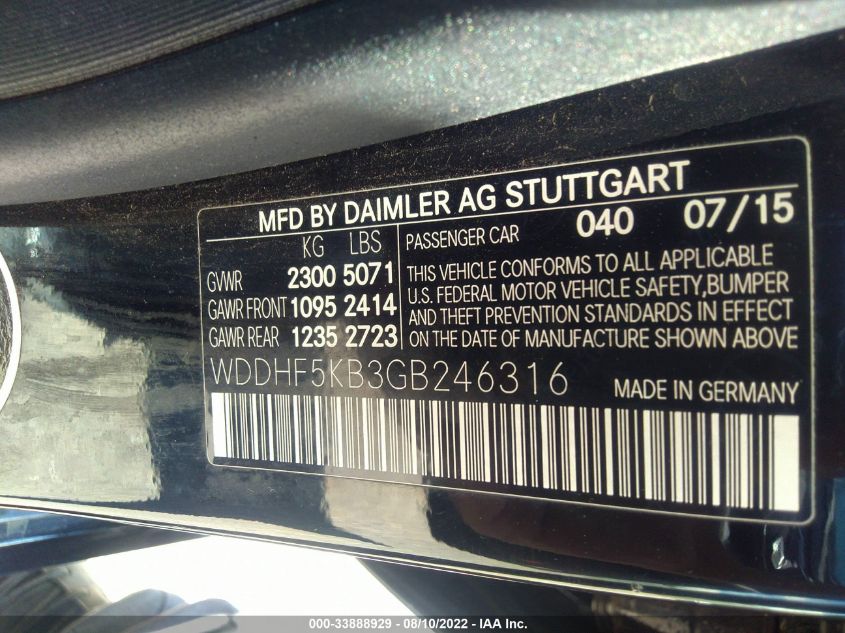 MFD BY DAIMLER AG STUTTGART
KG LBS
GVWR 2300 5071
GAWR FRONT 1095 2414
GAWR REAR 1235 2723
PASSENGER CAR 040 07/15
THIS VEHICLE CONFORMS TO ALL APPLICABLE
U.S. FEDERAL MOTOR VEHICLE SAFETY,BUMPER
AND THEFT PREVENTION STANDARDS IN EFFECT
ON THE DATE OF MANUFACTURE SHOWN ABOVE
WDDHF5KB3GB246316 MADE IN GERMANY
000-33888929 - 08/10/2022 - IAA Inc.